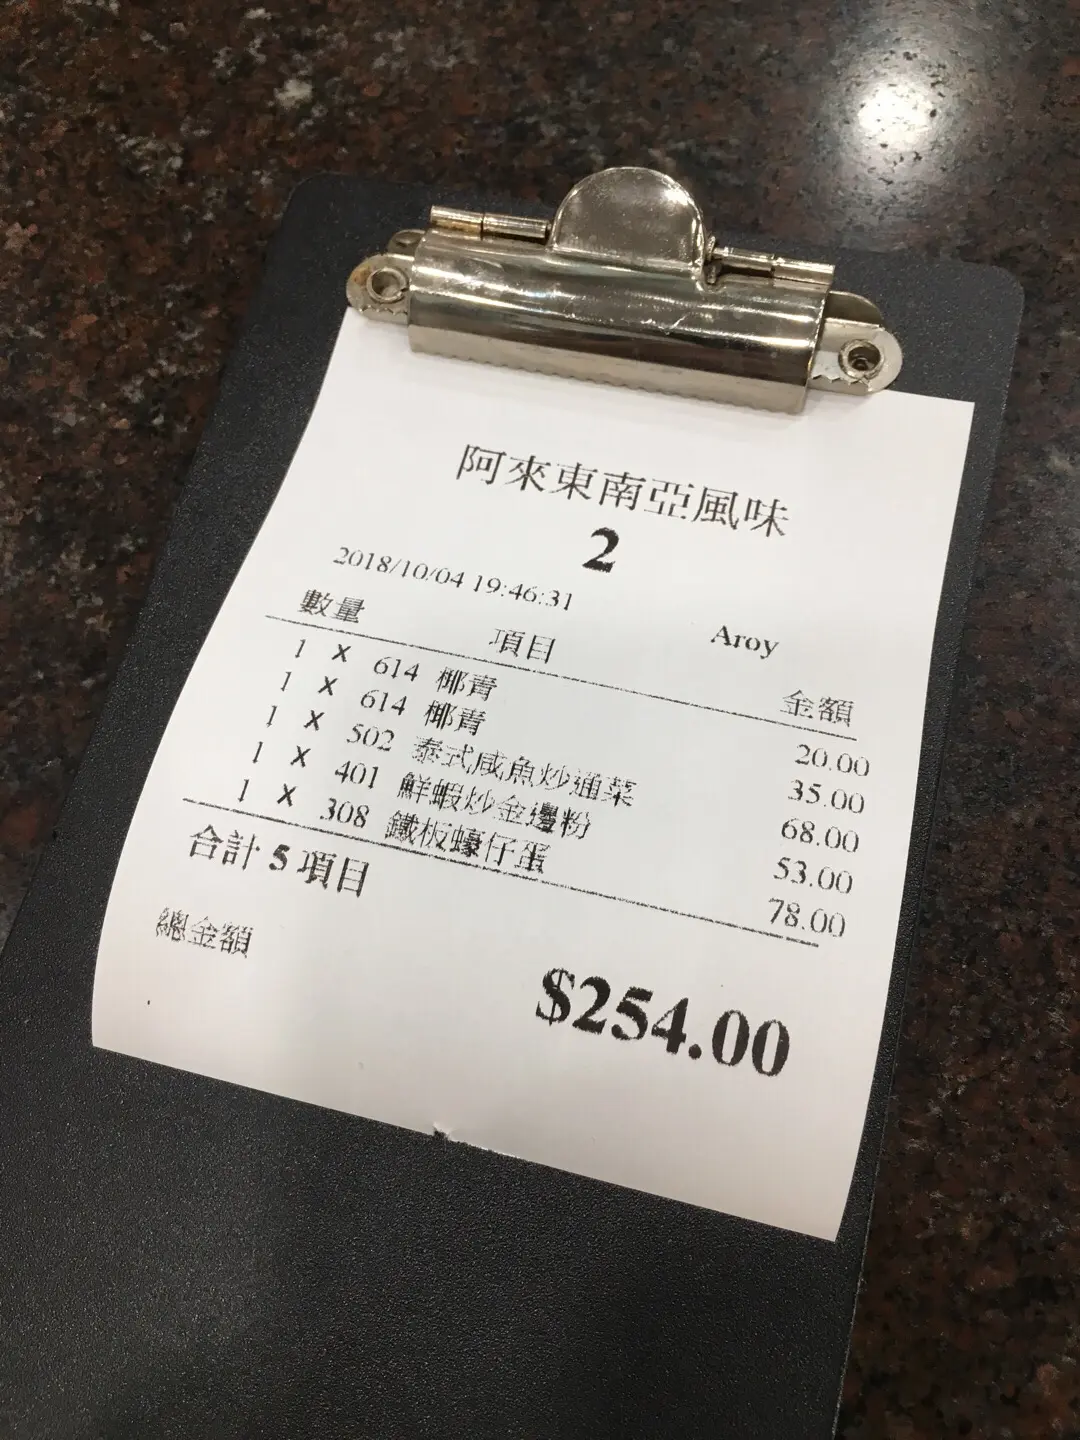 阿來東南亞風味
2
2018/10/04 19:46:31 Aroy
數量 項目 金額
1 x 614 椰青 20.00
1 x 614 椰青 35.00
1 x 502 泰式咸魚炒通菜 68.00
1 x 401 鮮蝦炒金邊粉 53.00
1 x 308 鐵板蠔仔蛋 78.00
合計 5 項目
總金額 $254.00